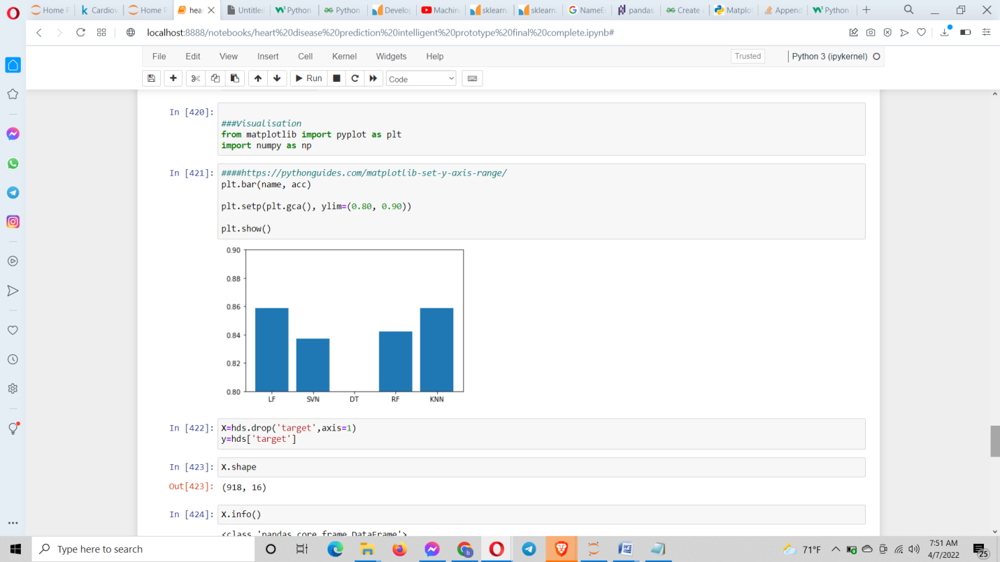 Home P
Cardiov
Home P
hea
Untitled
Python
Python
Develop
Machin
sklearn.
sklearn.
NameE
pandas
Create
Matplot
Append
Python
localhost:8888/notebooks/heart%20disease%20prediction%20intelligent%20prototype%20final%20complete.ipynb#
File Edit View Insert Cell Kernel Widgets Help
Trusted
Python 3 (ipykernel)
Run
Code
In [420]:
###Visualisation
from matplotlib import pyplot as plt
import numpy as np
In [421]:
####https://pythonguides.com/matplotlib-set-y-axis-range/
plt.bar(name, acc)
plt.setp(plt.gca(), ylim=(0.80, 0.90))
plt.show()
0.90
0.88
0.86
0.84
0.82
0.80
LF SVN DT RF KNN
In [422]:
X=hds.drop('target',axis=1)
y=hds['target']
In [423]:
X.shape
Out[423]:
(918, 16)
In [424]:
X.info()
<class 'pandas.core.frame.DataFrame'>
Type here to search
71°F
7:51 AM
4/7/2022
25